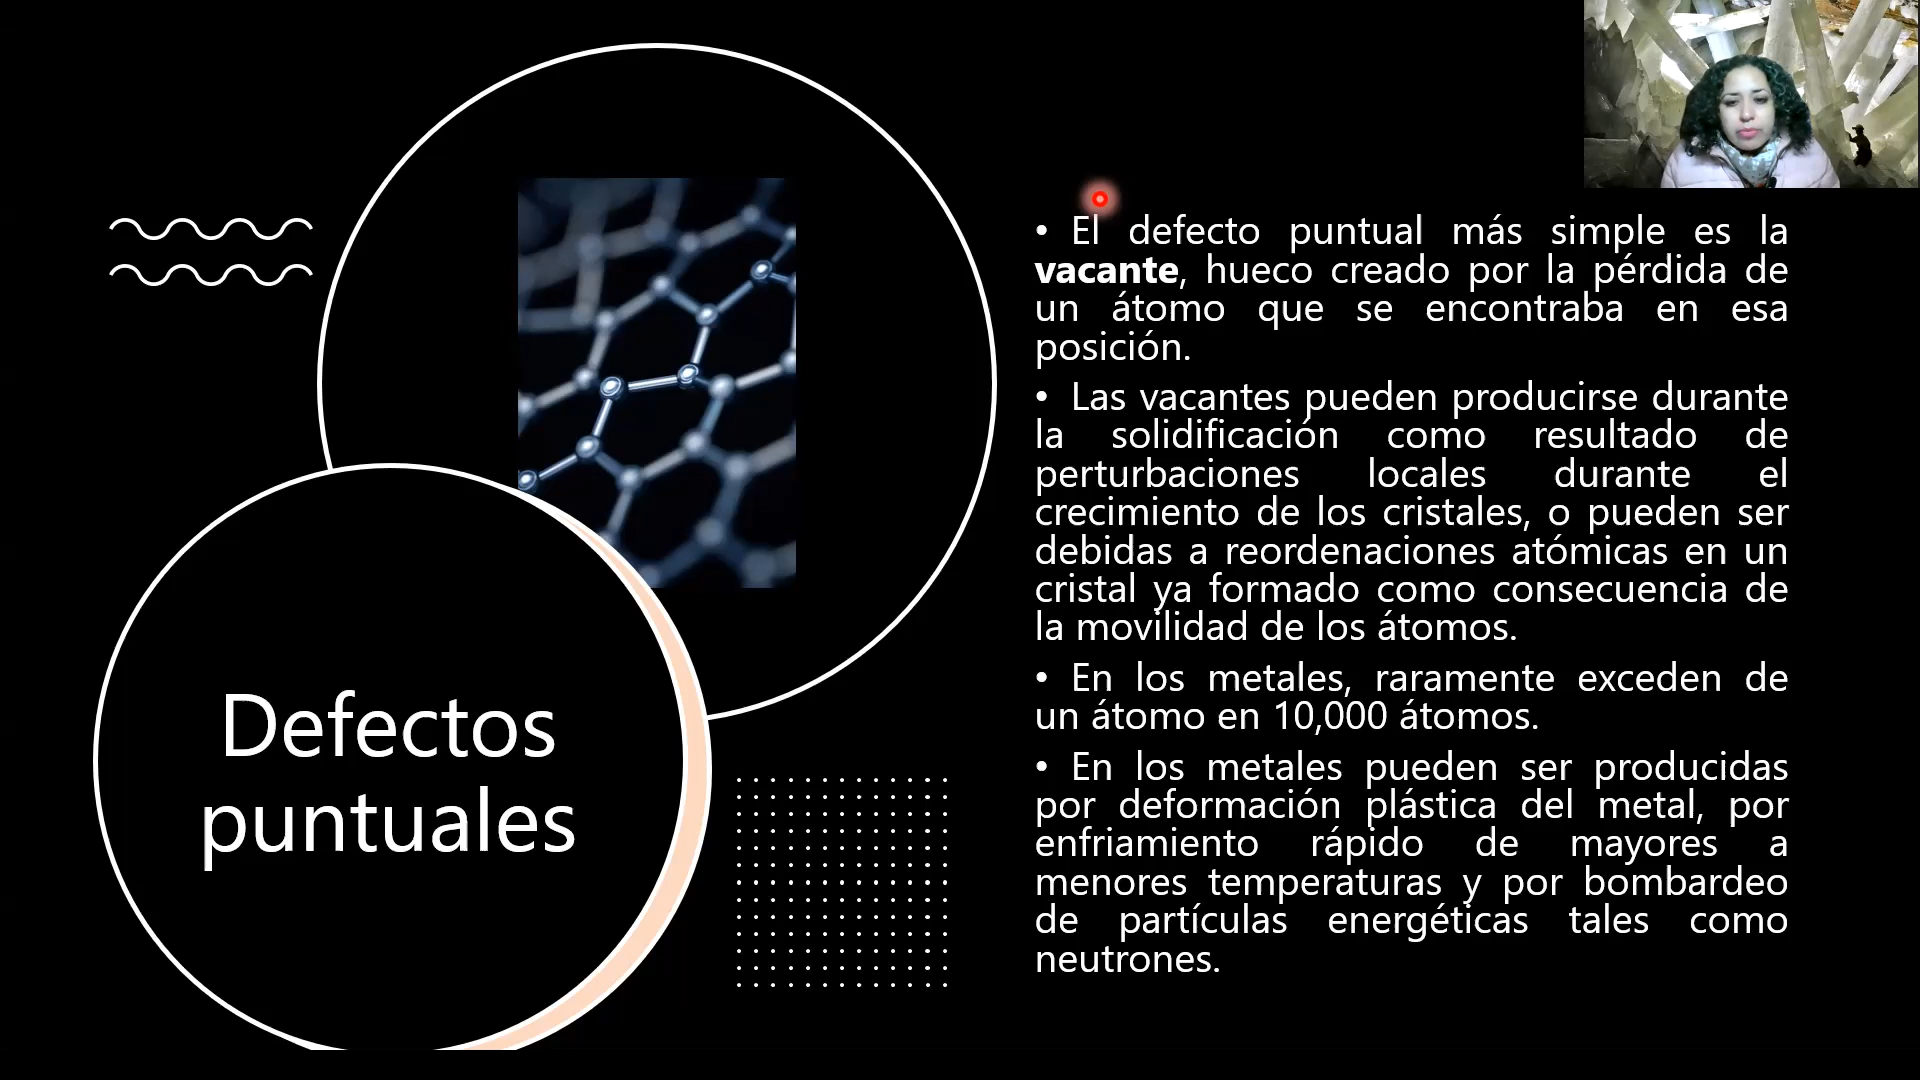 • El defecto puntual más simple es la
vacante, hueco creado por la pérdida de
un átomo que se encontraba en esa
posición.
• Las vacantes pueden producirse durante
la solidificación como resultado de
perturbaciones locales durante el
crecimiento de los cristales, o pueden ser
debidas a reordenaciones atómicas en un
cristal ya formado como consecuencia de
la movilidad de los átomos.
• En los metales, raramente exceden de
un átomo en 10,000 átomos.
• En los metales pueden ser producidas
por deformación plástica del metal, por
enfriamiento rápido de mayores a
menores temperaturas y por bombardeo
de partículas energéticas tales como
neutrones.
Defectos
puntuales